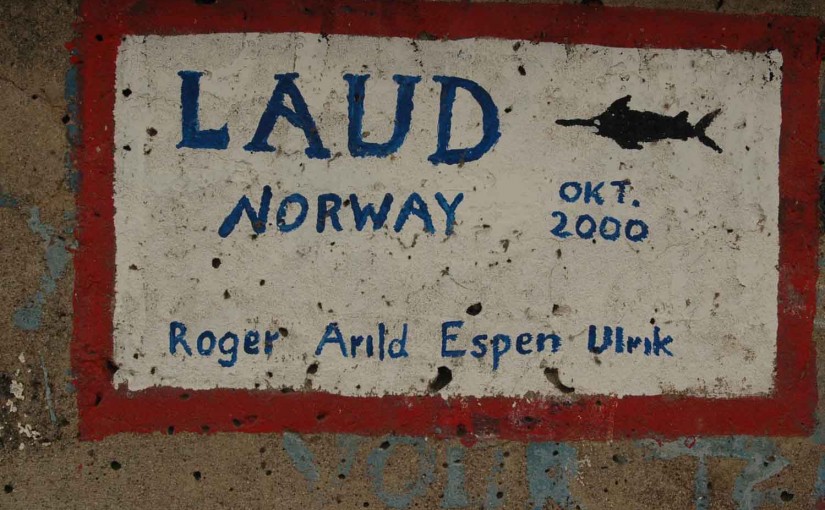 LAUD
NORWAY
OKT.
2000
Roger Arild Espen Ulrik